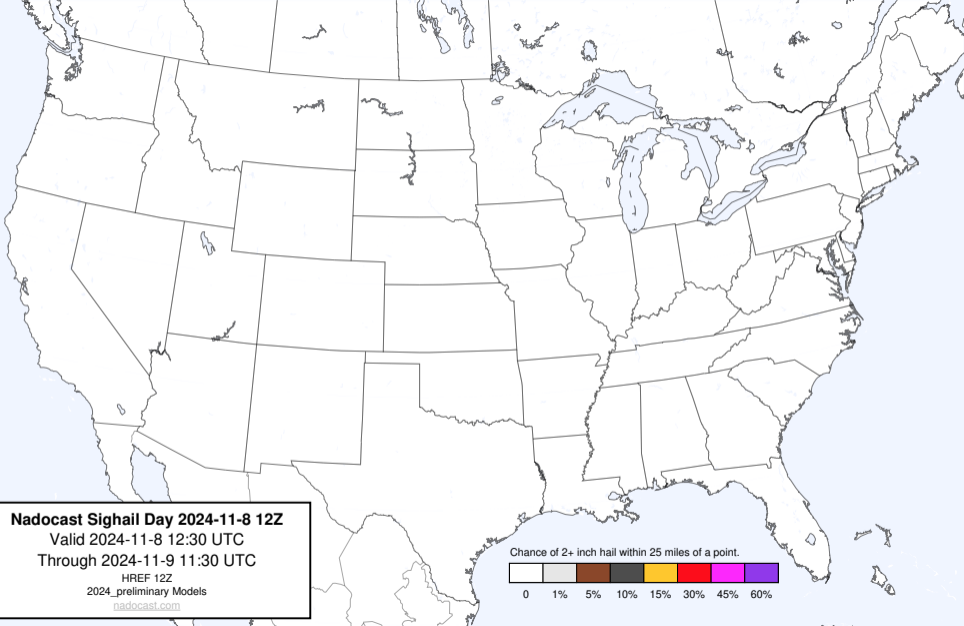 Nadocast Sighail Day 2024-11-8 12Z
Valid 2024-11-8 12:30 UTC
Through 2024-11-9 11:30 UTC
HREF 12Z
2024_preliminary Models
nadocast.com
Chance of 2+ inch hail within 25 miles of a point.
0 1% 5% 10% 15% 30% 45% 60%